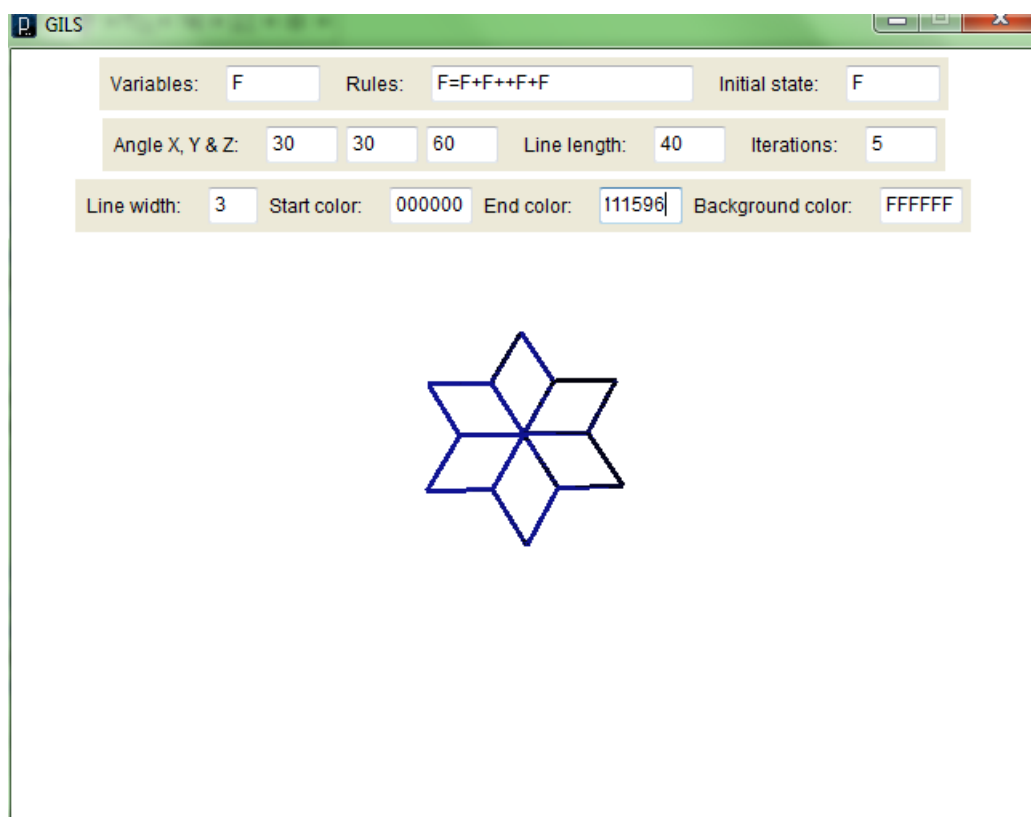 GILS
Variables: F Rules: F=F+F++F+F Initial state: F
Angle X, Y & Z: 30 30 60 Line length: 40 Iterations: 5
Line width: 3 Start color: 000000 End color: 111596 Background color: FFFFFF